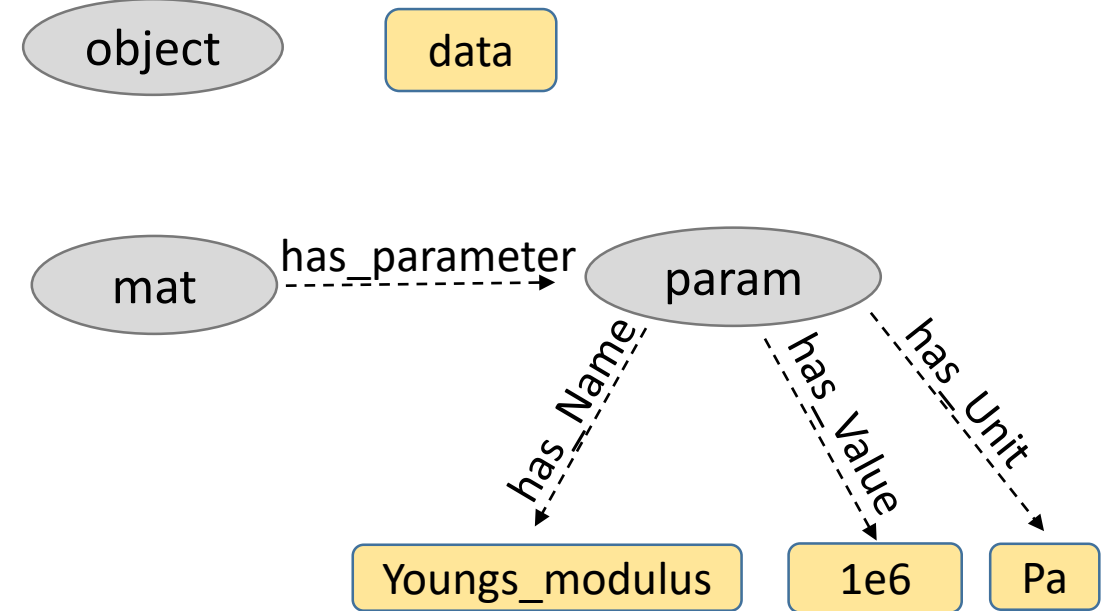 object
data
has_parameter
mat
param
has_Name
has_Value
has_Unit
Youngs_modulus
1e6
Pa